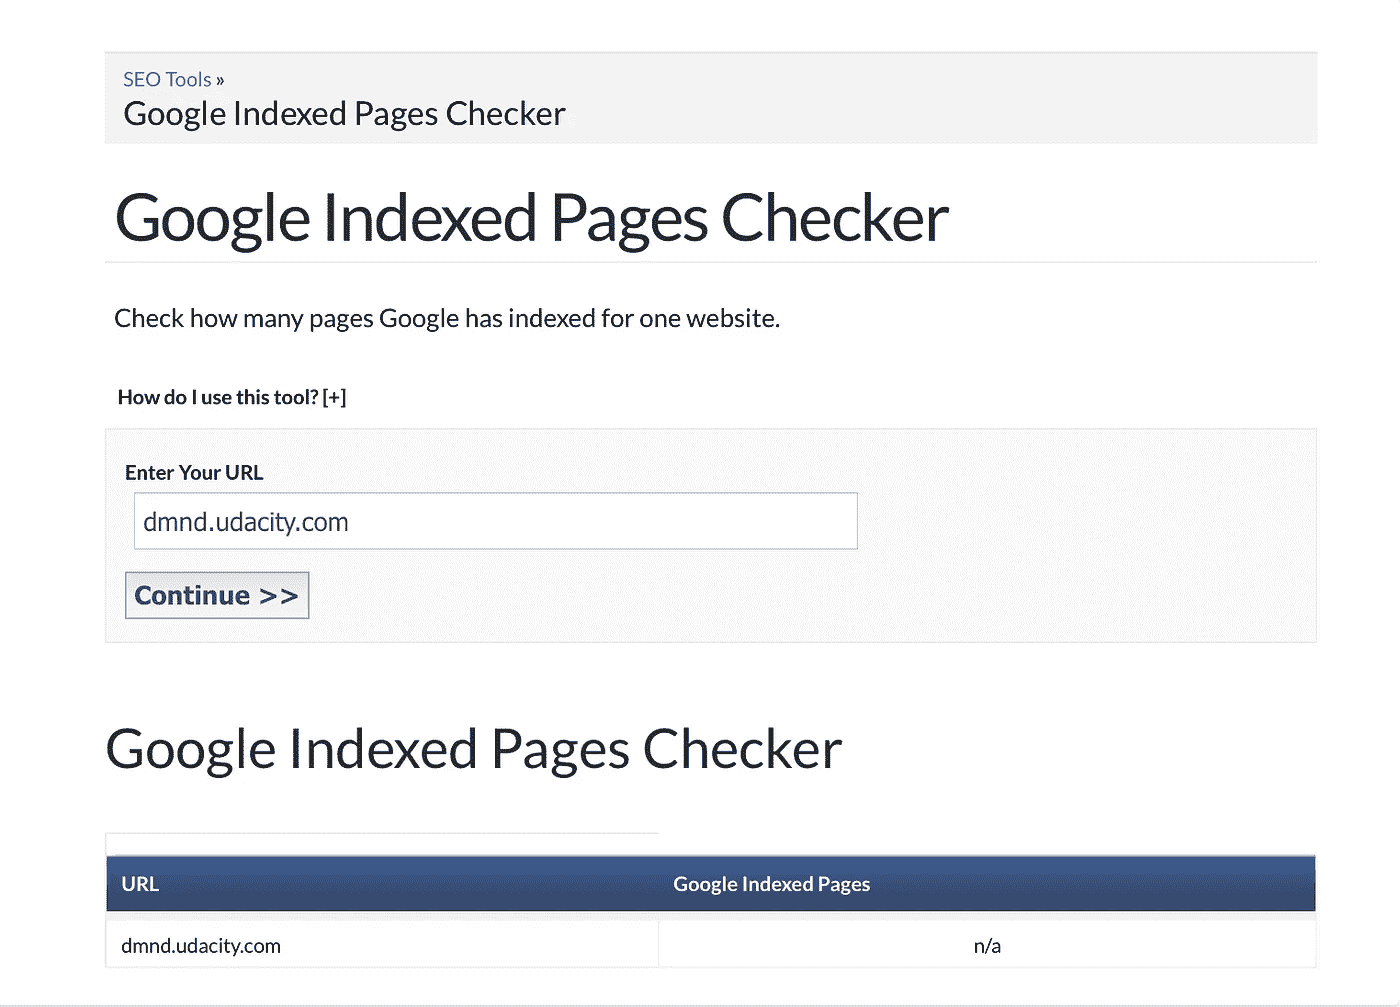 SEO Tools »
Google Indexed Pages Checker
Google Indexed Pages Checker
Check how many pages Google has indexed for one website.
How do I use this tool? [+]
Enter Your URL
dmnd.udacity.com
Continue >>
Google Indexed Pages Checker
URL Google Indexed Pages
dmnd.udacity.com n/a